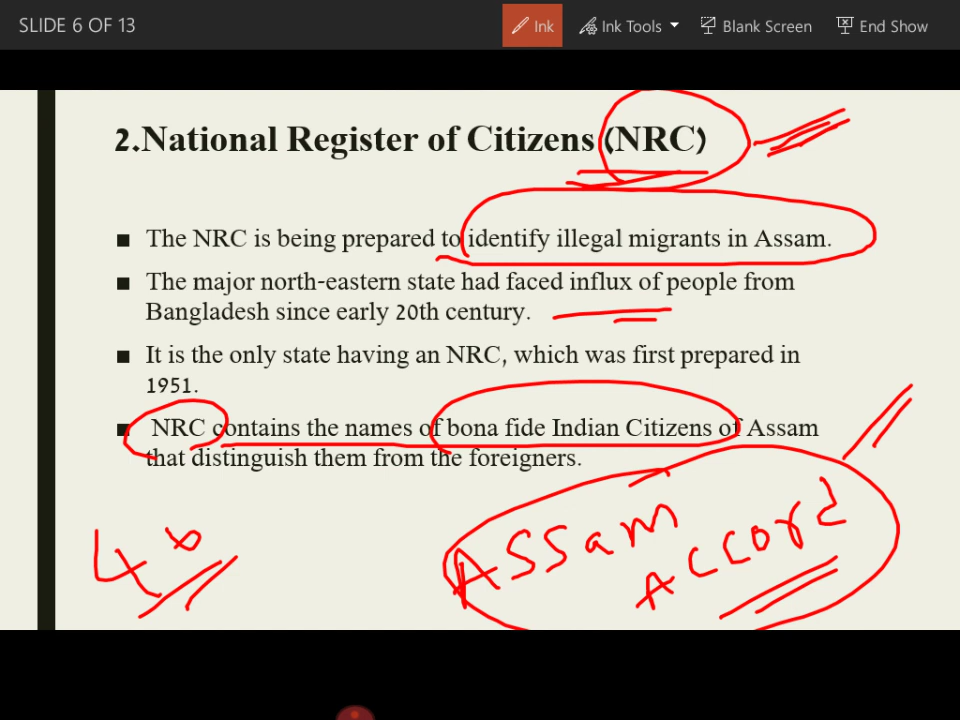 SLIDE 6 OF 13
Ink
Ink Tools
Blank Screen
End Show
2.National Register of Citizens (NRC)
■ The NRC is being prepared to identify illegal migrants in Assam.
■ The major north-eastern state had faced influx of people from
Bangladesh since early 20th century.
■ It is the only state having an NRC, which was first prepared in
1951.
■ NRC contains the names of bona fide Indian Citizens of Assam
that distinguish them from the foreigners.
Assam
Accord